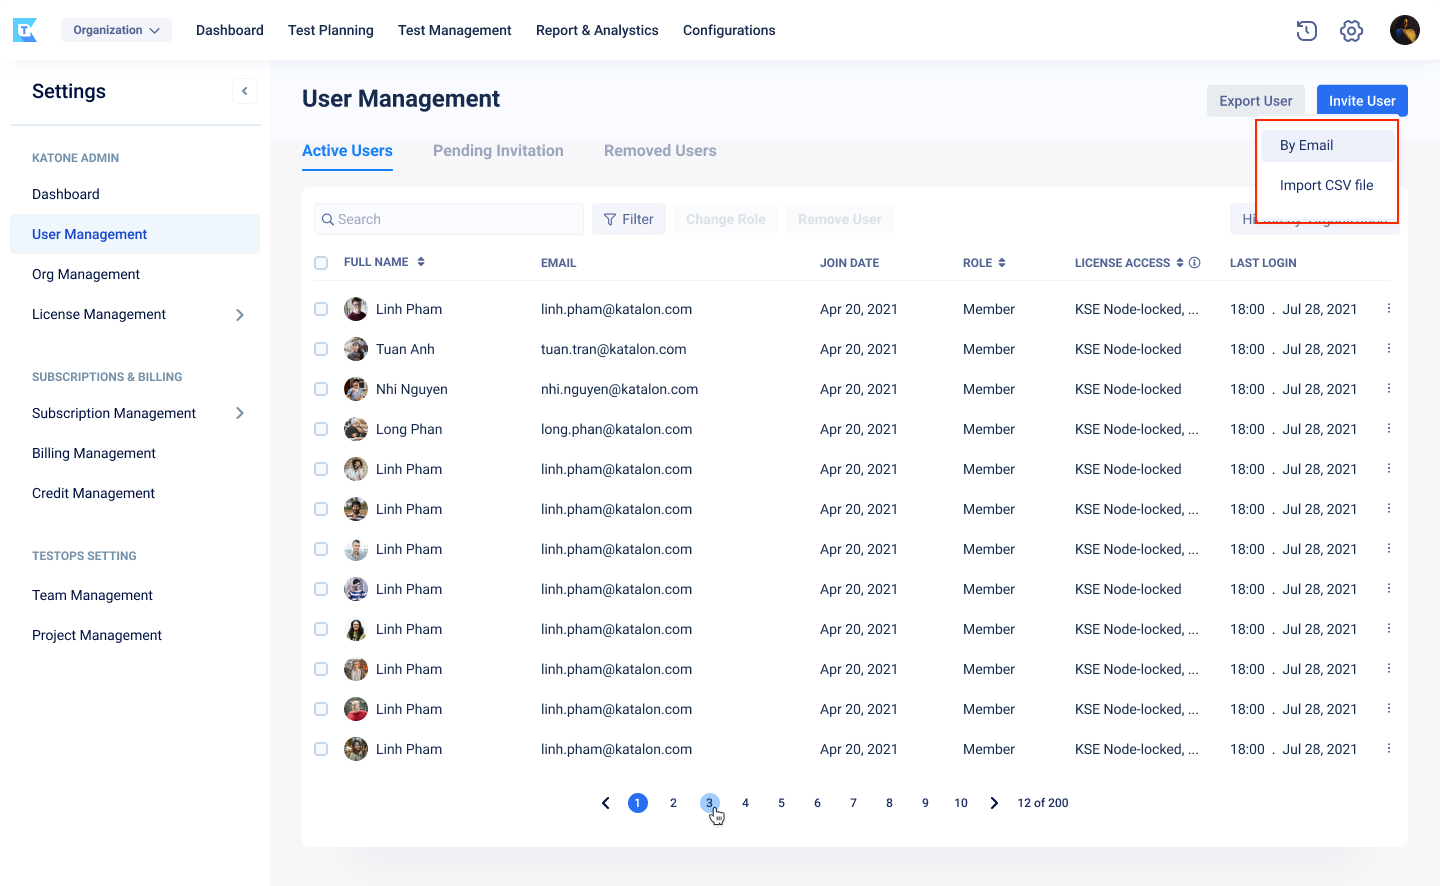 T
Organization
Dashboard
Test Planning
Test Management
Report & Analystics
Configurations
Settings
KATONE ADMIN
Dashboard
User Management
Org Management
License Management
SUBSCRIPTIONS & BILLING
Subscription Management
Billing Management
Credit Management
TESTOPS SETTING
Team Management
Project Management
User Management
Export User
Invite User
By Email
Import CSV file
Active Users
Pending Invitation
Removed Users
Search
Filter
Change Role
Remove User
FULL NAME EMAIL JOIN DATE ROLE LICENSE ACCESS LAST LOGIN
Linh Pham linh.pham@katalon.com Apr 20, 2021 Member KSE Node-locked, ... 18:00 . Jul 28, 2021
Tuan Anh tuan.tran@katalon.com Apr 20, 2021 Member KSE Node-locked 18:00 . Jul 28, 2021
Nhi Nguyen nhi.nguyen@katalon.com Apr 20, 2021 Member KSE Node-locked 18:00 . Jul 28, 2021
Long Phan long.phan@katalon.com Apr 20, 2021 Member KSE Node-locked, ... 18:00 . Jul 28, 2021
Linh Pham linh.pham@katalon.com Apr 20, 2021 Member KSE Node-locked 18:00 . Jul 28, 2021
Linh Pham linh.pham@katalon.com Apr 20, 2021 Member KSE Node-locked, ... 18:00 . Jul 28, 2021
Linh Pham linh.pham@katalon.com Apr 20, 2021 Member KSE Node-locked, ... 18:00 . Jul 28, 2021
Linh Pham linh.pham@katalon.com Apr 20, 2021 Member KSE Node-locked 18:00 . Jul 28, 2021
Linh Pham linh.pham@katalon.com Apr 20, 2021 Member KSE Node-locked, ... 18:00 . Jul 28, 2021
Linh Pham linh.pham@katalon.com Apr 20, 2021 Member KSE Node-locked, ... 18:00 . Jul 28, 2021
Linh Pham linh.pham@katalon.com Apr 20, 2021 Member KSE Node-locked, ... 18:00 . Jul 28, 2021
Linh Pham linh.pham@katalon.com Apr 20, 2021 Member KSE Node-locked, ... 18:00 . Jul 28, 2021
1 2 3 4 5 6 7 8 9 10 12 of 200